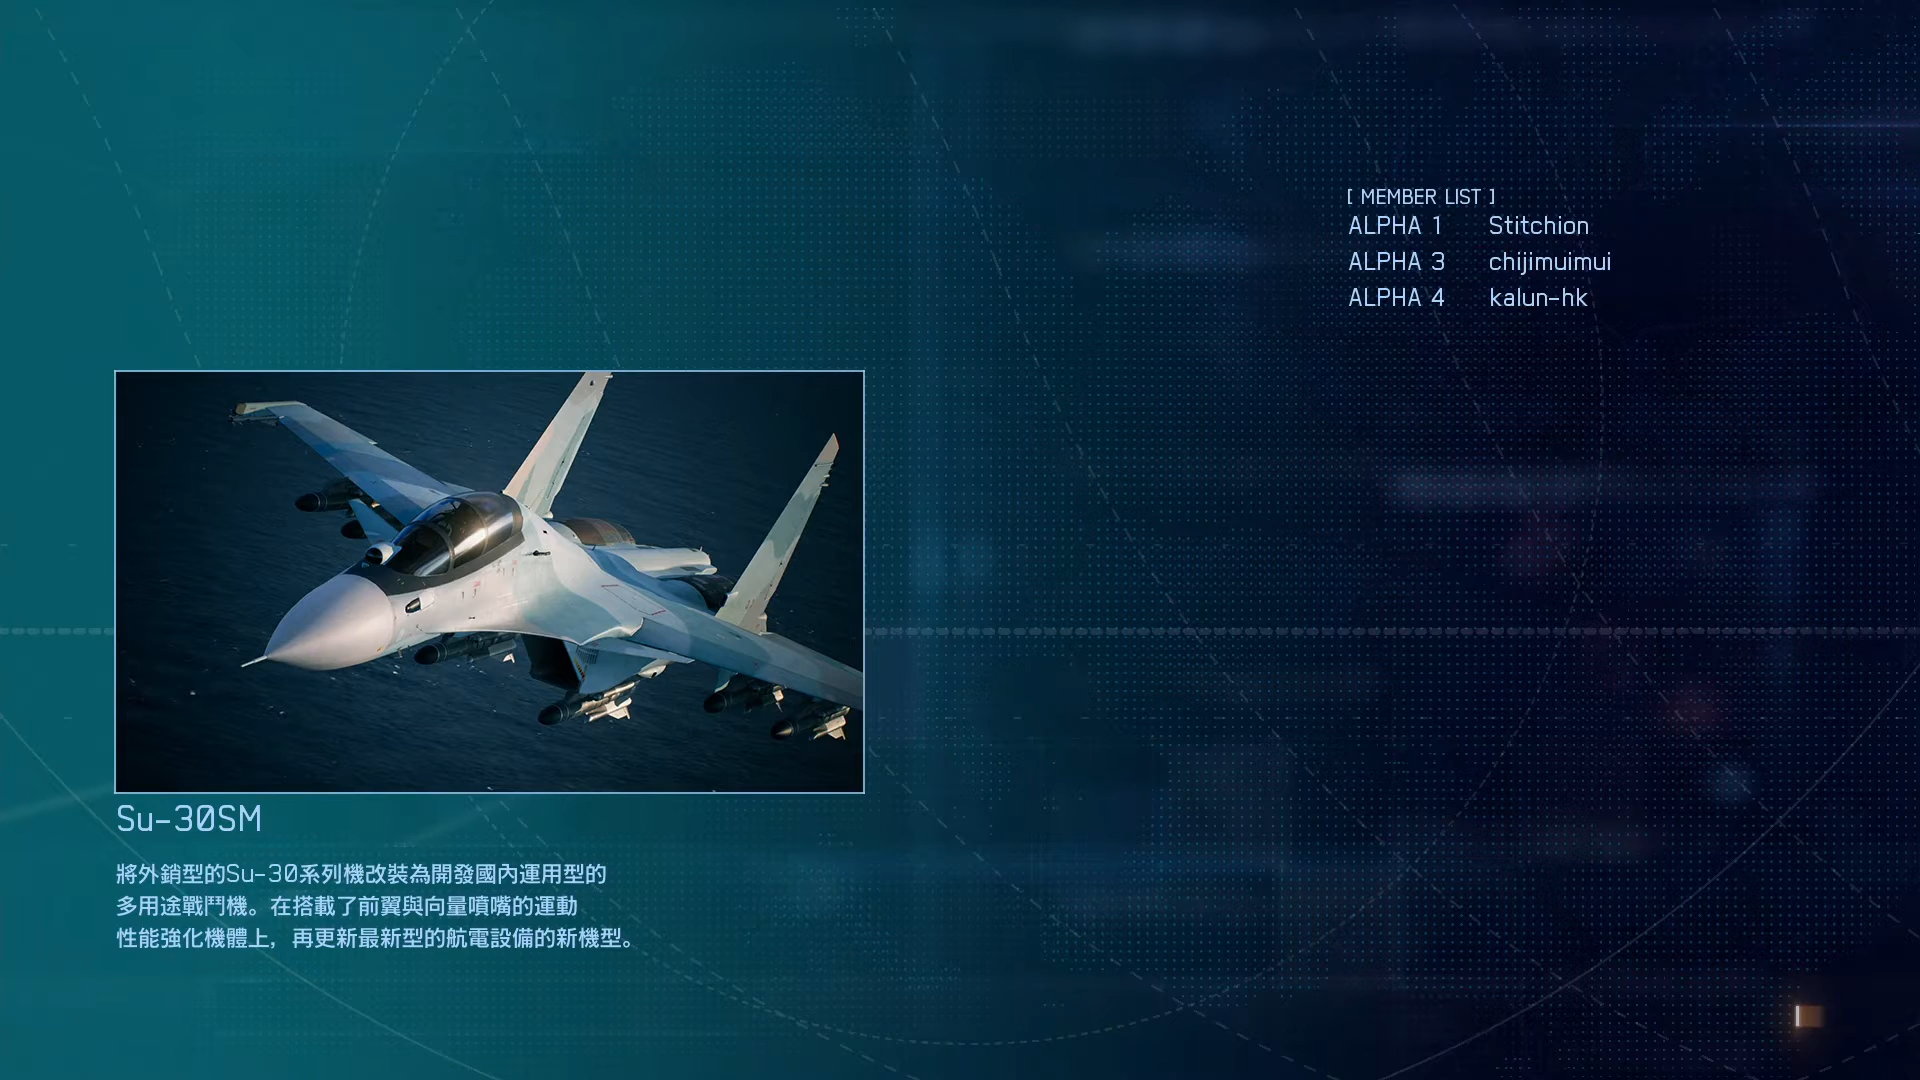 [ MEMBER LIST ]
ALPHA 1 Stitchion
ALPHA 3 chijimuimui
ALPHA 4 kalun-hk
Su-30SM
將外銷型的Su-30系列機改裝為開發國內運用型的
多用途戰鬥機。在搭載了前翼與向量噴嘴的運動
性能強化機體上，再更新最新型的航電設備的新機型。